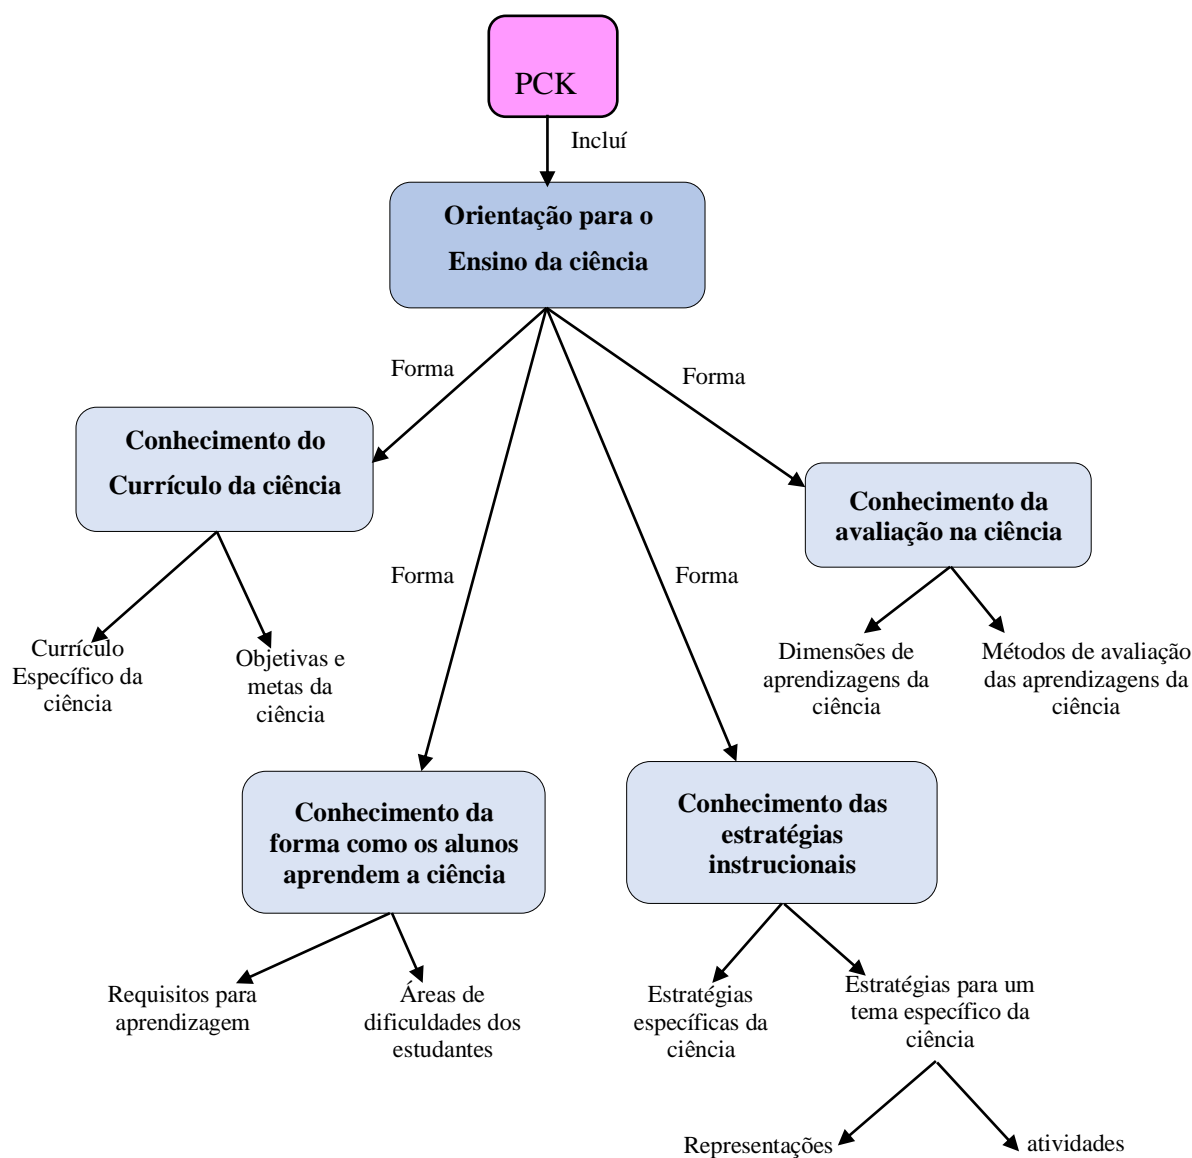 PCK
Incluí
Orientação para o
Ensino da ciência
Forma
Forma
Conhecimento do
Currículo da ciência
Conhecimento da
avaliação na ciência
Forma
Forma
Currículo
Específico da
ciência
Objetivas e
metas da
ciência
Dimensões de
aprendizagens da
ciência
Métodos de avaliação
das aprendizagens da
ciência
Conhecimento da
forma como os alunos
aprendem a ciência
Conhecimento das
estratégias
instrucionais
Requisitos para
aprendizagem
Áreas de
dificuldades dos
estudantes
Estratégias
específicas da
ciência
Estratégias para um
tema específico da
ciência
Representações
atividades